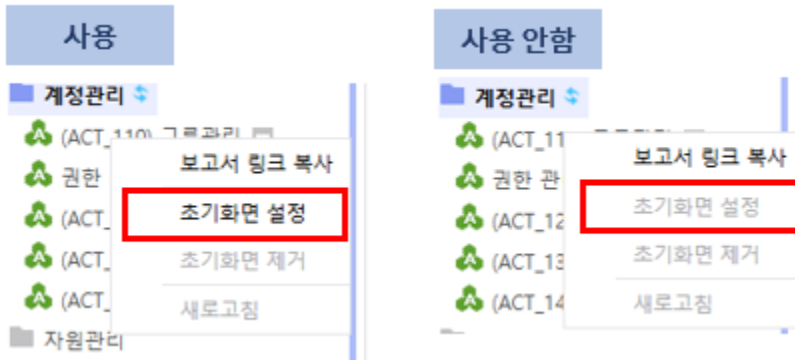 사용
계정관리
(ACT_110) 그룹관리
권한
(ACT_
(ACT_
(ACT_
자원관리
보고서 링크 복사
초기화면 설정
초기화면 제거
새로고침
사용 안함
계정관리
(ACT_11
권한 관
(ACT_12
(ACT_13
(ACT_14
보고서 링크 복사
초기화면 설정
초기화면 제거
새로고침